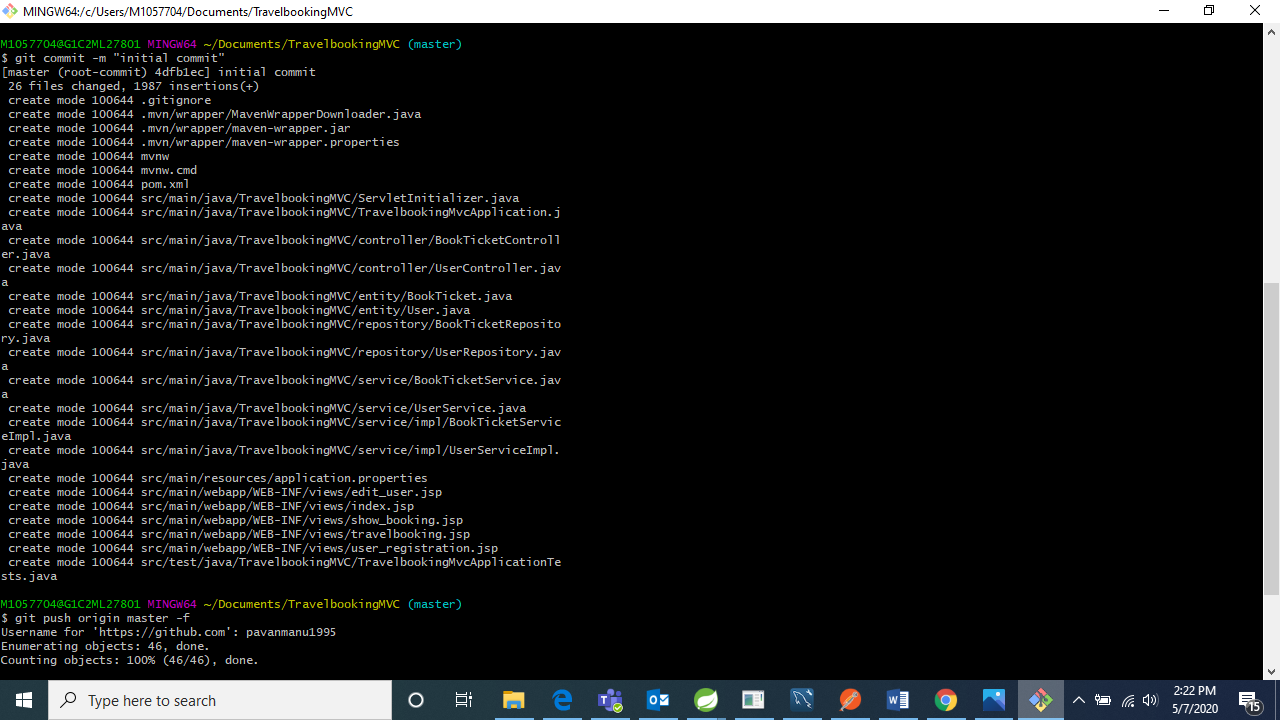 MINGW64:/c/Users/M1057704/Documents/TravelbookingMVC
M1057704@G1C2ML27801 MINGW64 ~/Documents/TravelbookingMVC (master)
$ git commit -m "initial commit"
[master (root-commit) 4dfb1ec] initial commit
 26 files changed, 1987 insertions(+)
 create mode 100644 .gitignore
 create mode 100644 .mvn/wrapper/MavenWrapperDownloader.java
 create mode 100644 .mvn/wrapper/maven-wrapper.jar
 create mode 100644 .mvn/wrapper/maven-wrapper.properties
 create mode 100644 mvnw
 create mode 100644 mvnw.cmd
 create mode 100644 pom.xml
 create mode 100644 src/main/java/TravelbookingMVC/ServletInitializer.java
 create mode 100644 src/main/java/TravelbookingMVC/TravelbookingMvcApplication.j
ava
 create mode 100644 src/main/java/TravelbookingMVC/controller/BookTicketControll
er.java
 create mode 100644 src/main/java/TravelbookingMVC/controller/UserController.jav
a
 create mode 100644 src/main/java/TravelbookingMVC/entity/BookTicket.java
 create mode 100644 src/main/java/TravelbookingMVC/entity/User.java
 create mode 100644 src/main/java/TravelbookingMVC/repository/BookTicketReposito
ry.java
 create mode 100644 src/main/java/TravelbookingMVC/repository/UserRepository.jav
a
 create mode 100644 src/main/java/TravelbookingMVC/service/BookTicketService.jav
a
 create mode 100644 src/main/java/TravelbookingMVC/service/UserService.java
 create mode 100644 src/main/java/TravelbookingMVC/service/impl/BookTicketServic
eImpl.java
 create mode 100644 src/main/java/TravelbookingMVC/service/impl/UserServiceImpl.
java
 create mode 100644 src/main/resources/application.properties
 create mode 100644 src/main/webapp/WEB-INF/views/edit_user.jsp
 create mode 100644 src/main/webapp/WEB-INF/views/index.jsp
 create mode 100644 src/main/webapp/WEB-INF/views/show_booking.jsp
 create mode 100644 src/main/webapp/WEB-INF/views/travelbooking.jsp
 create mode 100644 src/main/webapp/WEB-INF/views/user_registration.jsp
 create mode 100644 src/test/java/TravelbookingMVC/TravelbookingMvcApplicationTe
sts.java
M1057704@G1C2ML27801 MINGW64 ~/Documents/TravelbookingMVC (master)
$ git push origin master -f
Username for 'https://github.com': pavanmanu1995
Enumerating objects: 46, done.
Counting objects: 100% (46/46), done.
Type here to search
2:22 PM
5/7/2020
15